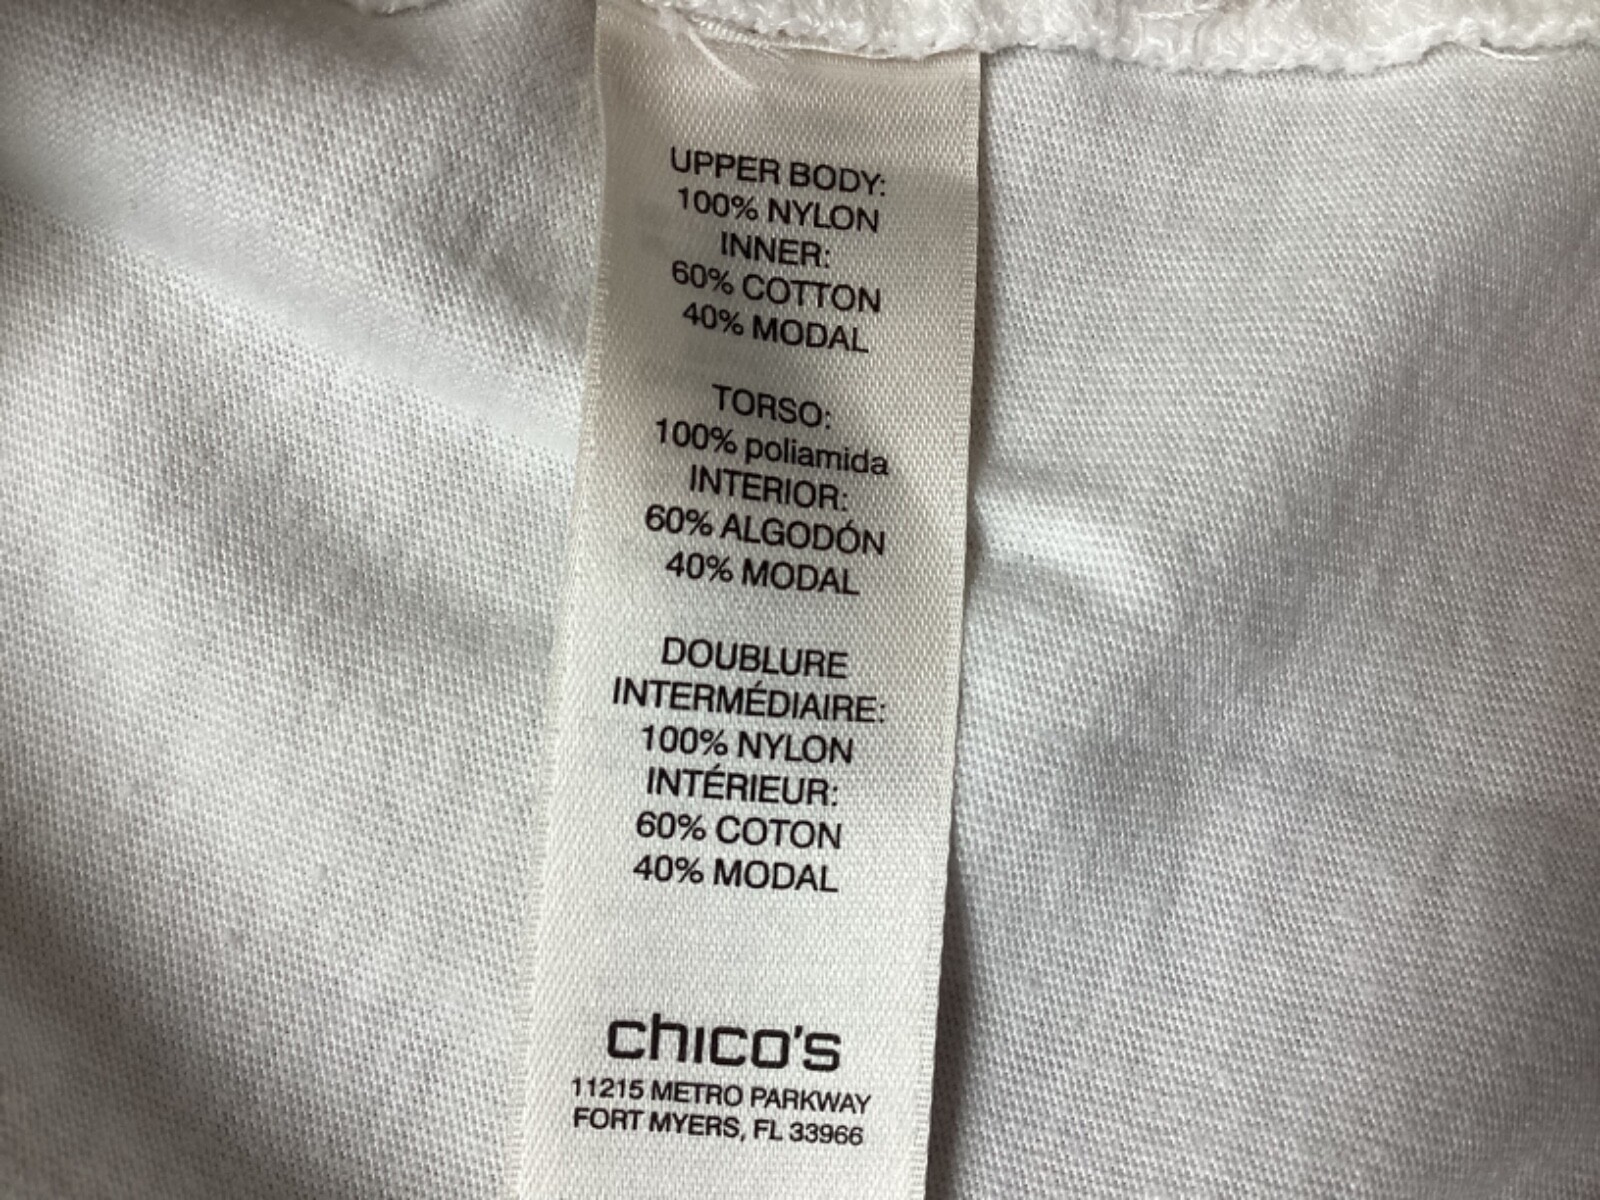 UPPER BODY:
100% NYLON
INNER:
60% COTTON
40% MODAL
TORSO:
100% poliamida
INTERIOR:
60% ALGODÓN
40% MODAL
DOUBLURE
INTERMÉDIAIRE:
100% NYLON
INTÉRIEUR:
60% COTON
40% MODAL
chico's
11215 METRO PARKWAY
FORT MYERS, FL 33966